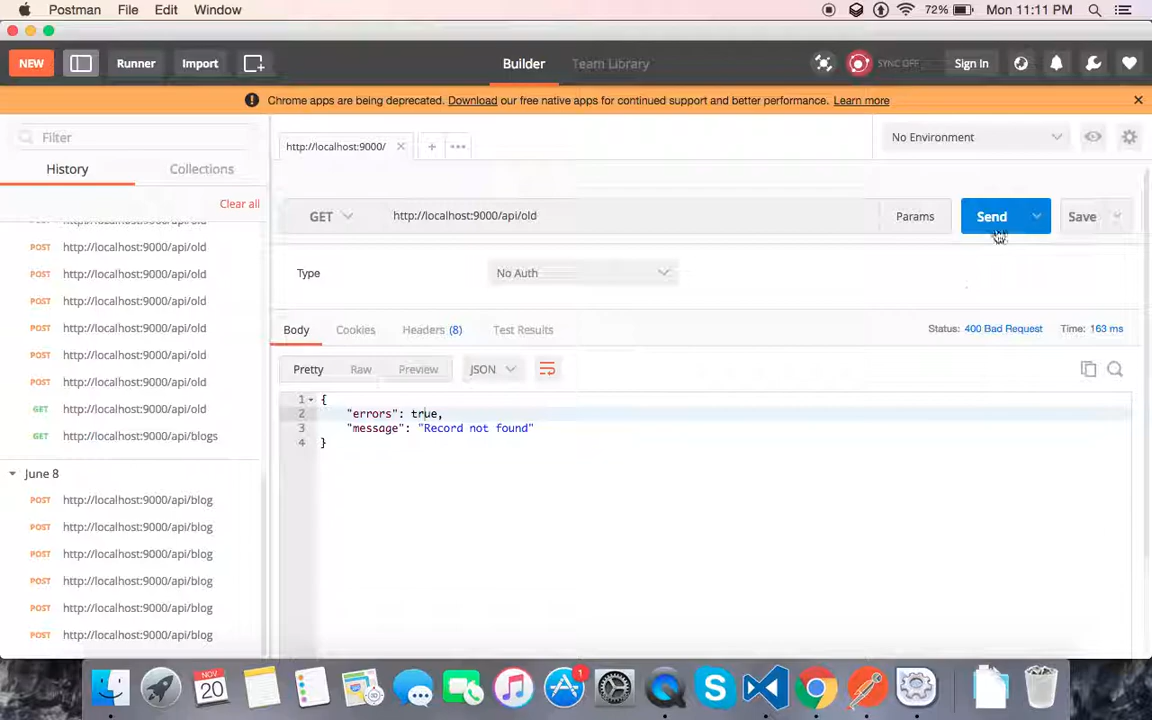 Postman File Edit Window 72% Mon 11:11 PM
NEW Runner Import Builder Team Library SYNC OFF Sign In
Chrome apps are being deprecated. Download our free native apps for continued support and better performance. Learn more
Filter
http://localhost:9000/
No Environment
History Collections
Clear all
GET http://localhost:9000/api/old Params Send Save
POST http://localhost:9000/api/old
POST http://localhost:9000/api/old
POST http://localhost:9000/api/old
POST http://localhost:9000/api/old
POST http://localhost:9000/api/old
POST http://localhost:9000/api/old
GET http://localhost:9000/api/old
GET http://localhost:9000/api/blogs
June 8
POST http://localhost:9000/api/blog
POST http://localhost:9000/api/blog
POST http://localhost:9000/api/blog
POST http://localhost:9000/api/blog
POST http://localhost:9000/api/blog
POST http://localhost:9000/api/blog
Type No Auth
Body Cookies Headers (8) Test Results Status: 400 Bad Request Time: 163 ms
Pretty Raw Preview JSON
1 {
2 "errors": true,
3 "message": "Record not found"
4 }
NOV
20
1